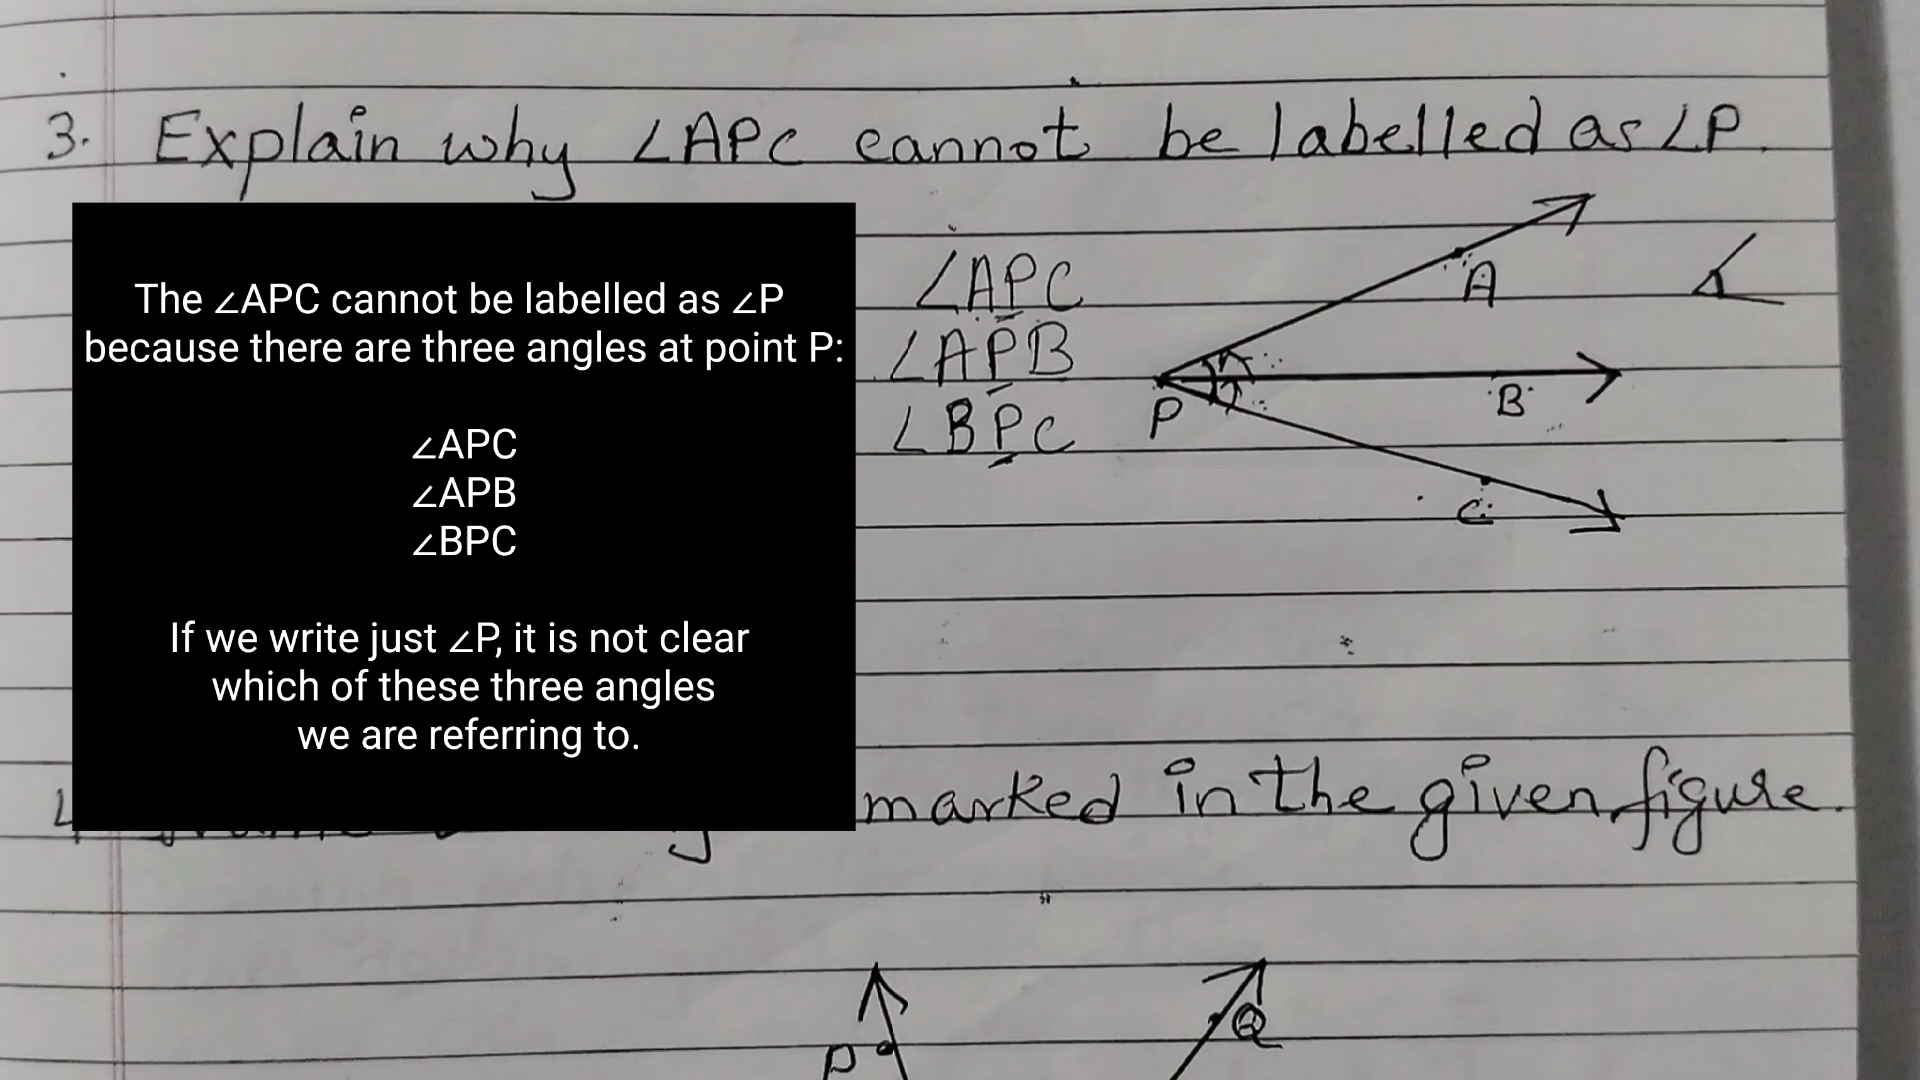 3. Explain why ∠APC cannot be labelled as ∠P.
The ∠APC cannot be labelled as ∠P
because there are three angles at point P:
∠APC
∠APB
∠BPC
If we write just ∠P, it is not clear
which of these three angles
we are referring to.
∠APC
∠APB
∠BPC
A
B
P
C
marked in the given figure.
P
Q